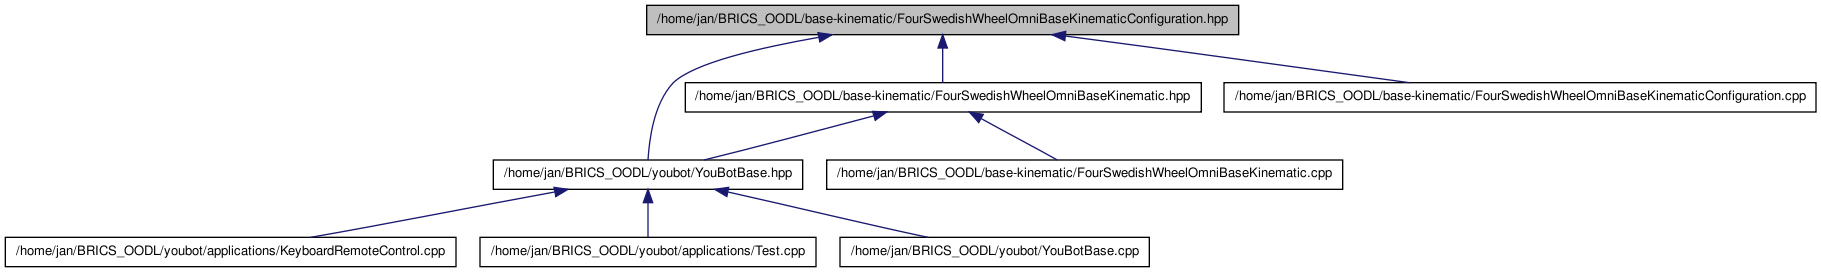 /home/jan/BRICS_OODL/base-kinematic/FourSwedishWheelOmniBaseKinematicConfiguration.hpp
/home/jan/BRICS_OODL/base-kinematic/FourSwedishWheelOmniBaseKinematic.hpp
/home/jan/BRICS_OODL/base-kinematic/FourSwedishWheelOmniBaseKinematicConfiguration.cpp
/home/jan/BRICS_OODL/youbot/YouBotBase.hpp
/home/jan/BRICS_OODL/base-kinematic/FourSwedishWheelOmniBaseKinematic.cpp
/home/jan/BRICS_OODL/youbot/applications/KeyboardRemoteControl.cpp
/home/jan/BRICS_OODL/youbot/applications/Test.cpp
/home/jan/BRICS_OODL/youbot/YouBotBase.cpp